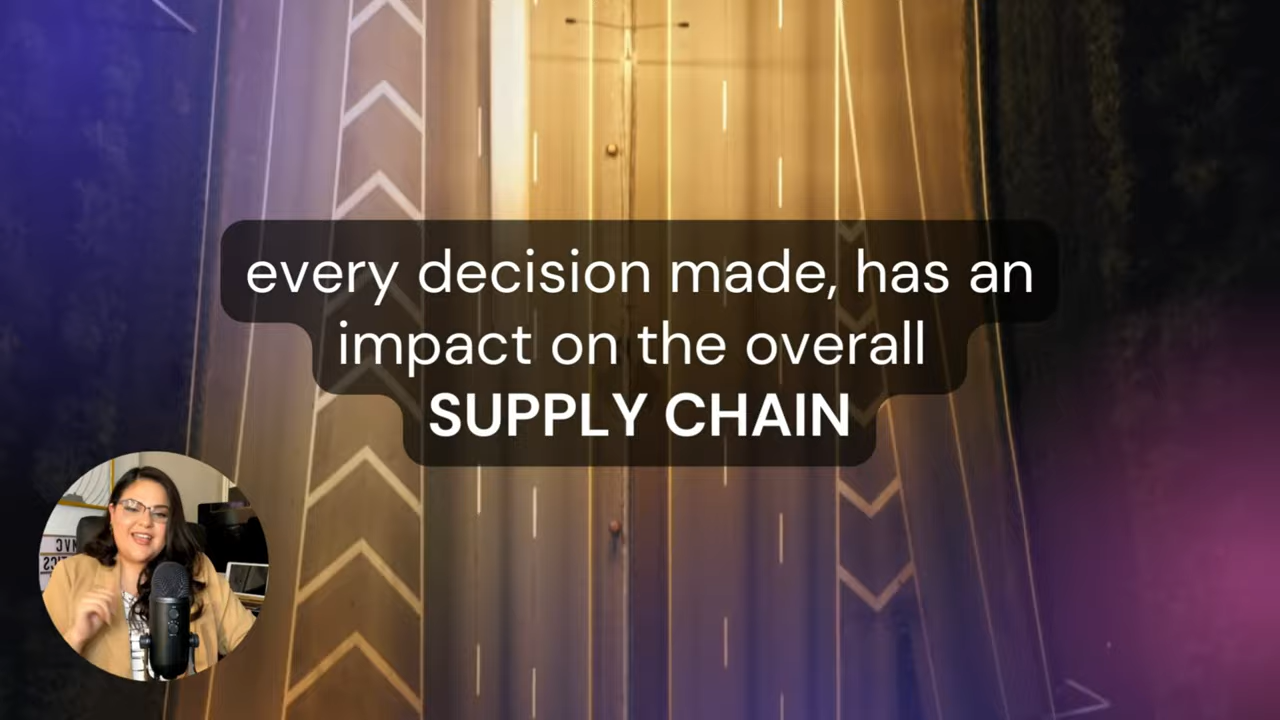 every decision made, has an
impact on the overall
SUPPLY CHAIN